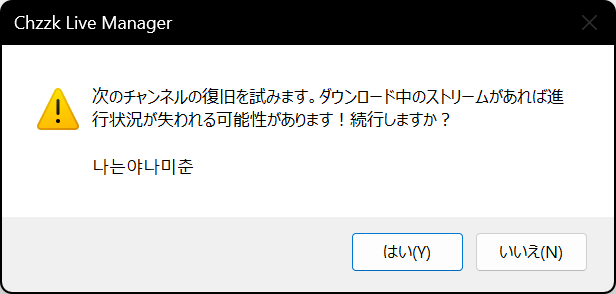 Chzzk Live Manager
次のチャンネルの復旧を試みます。ダウンロード中のストリームがあれば進
行状況が失われる可能性があります！続行しますか？
나는야나미춘
はい(Y)
いいえ(N)